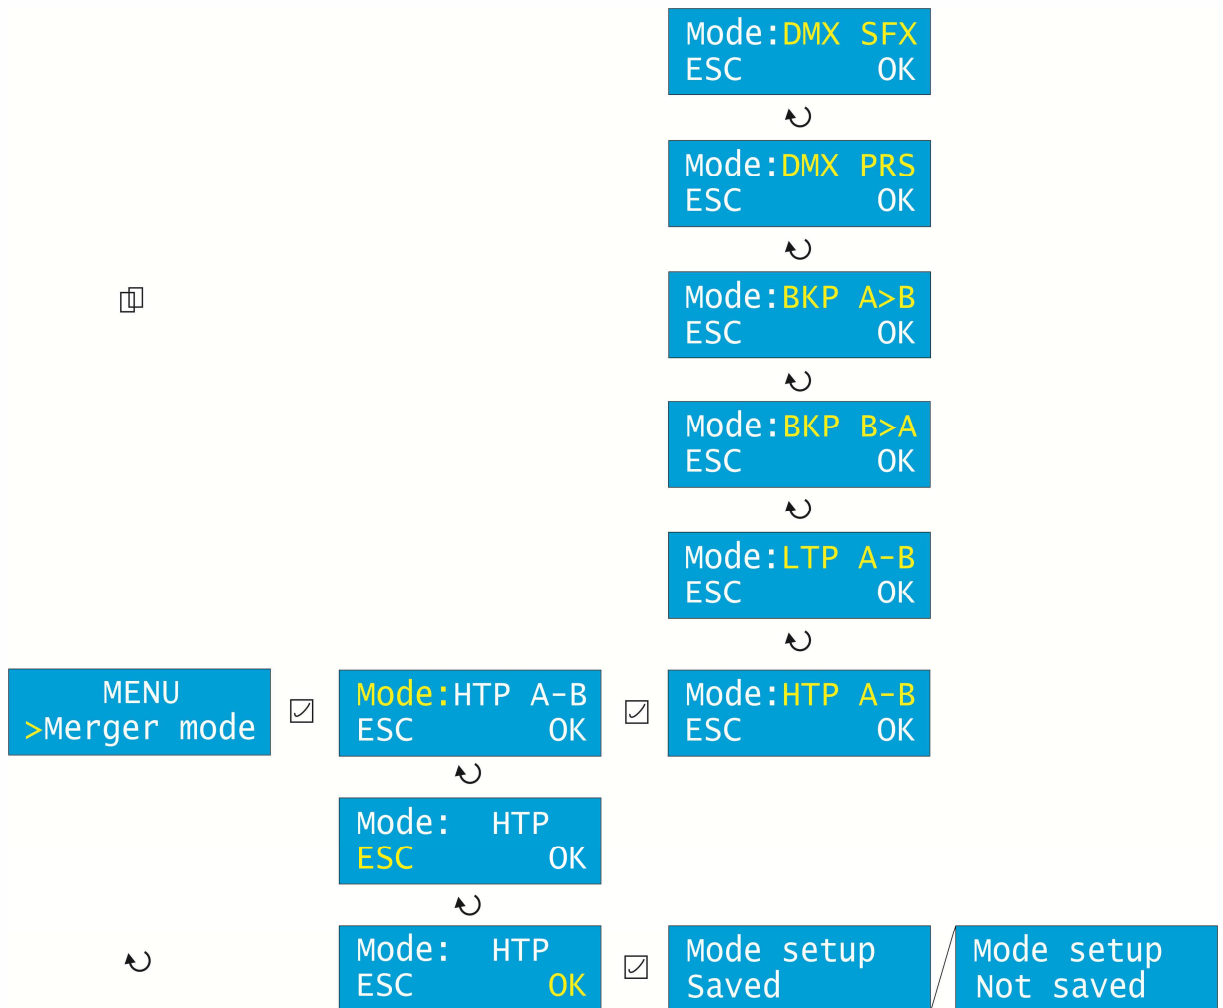 Mode:DMX SFX
ESC OK
Mode:DMX PRS
ESC OK
Mode:BKP A>B
ESC OK
Mode:BKP B>A
ESC OK
Mode:LTP A-B
ESC OK
MENU
>Merger mode
Mode:HTP A-B
ESC OK
Mode:HTP A-B
ESC OK
Mode: HTP
ESC OK
Mode: HTP
ESC OK
Mode setup
Saved
Mode setup
Not saved